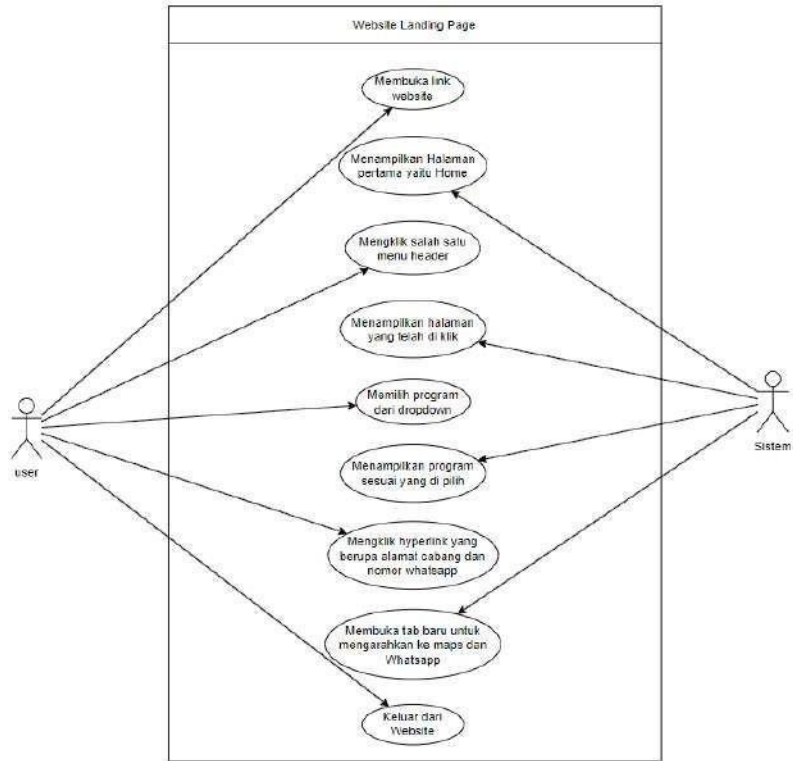 Website Landing Page
Membuka link
website
Menampilkan Halaman
pertama yaitu Home
Mengklik salah satu
menu header
Menampilkan halaman
yang telah di klik
Memilih program
dari dropdown
user
Sistem
Menampilkan program
sesuai yang di pilih
Mengklik hyperlink yang
berupa alamat cabang dan
nomor whatsapp
Membuka tab baru untuk
mengarahkan ke maps dan
Whatsapp
Keluar dari
Website